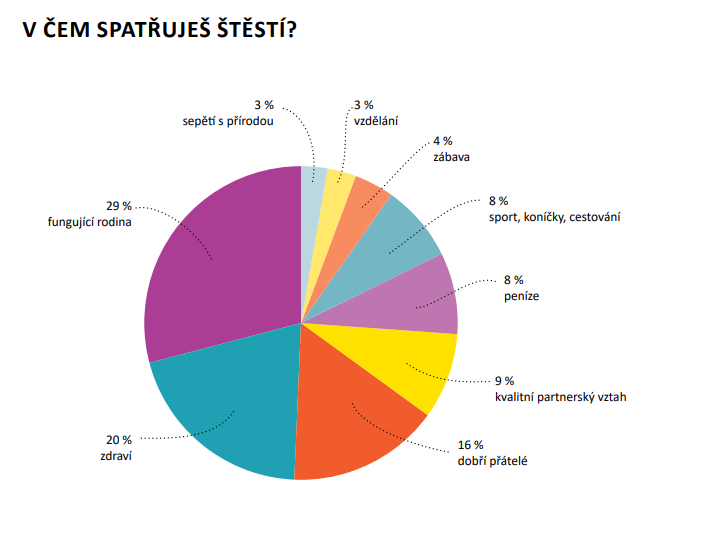 V ČEM SPATŘUJEŠ ŠTĚSTÍ?
3 %
sepětí s přírodou
3 %
vzdělání
4 %
zábava
8 %
sport, koníčky, cestování
8 %
peníze
9 %
kvalitní partnerský vztah
16 %
dobří přátelé
20 %
zdraví
29 %
fungující rodina